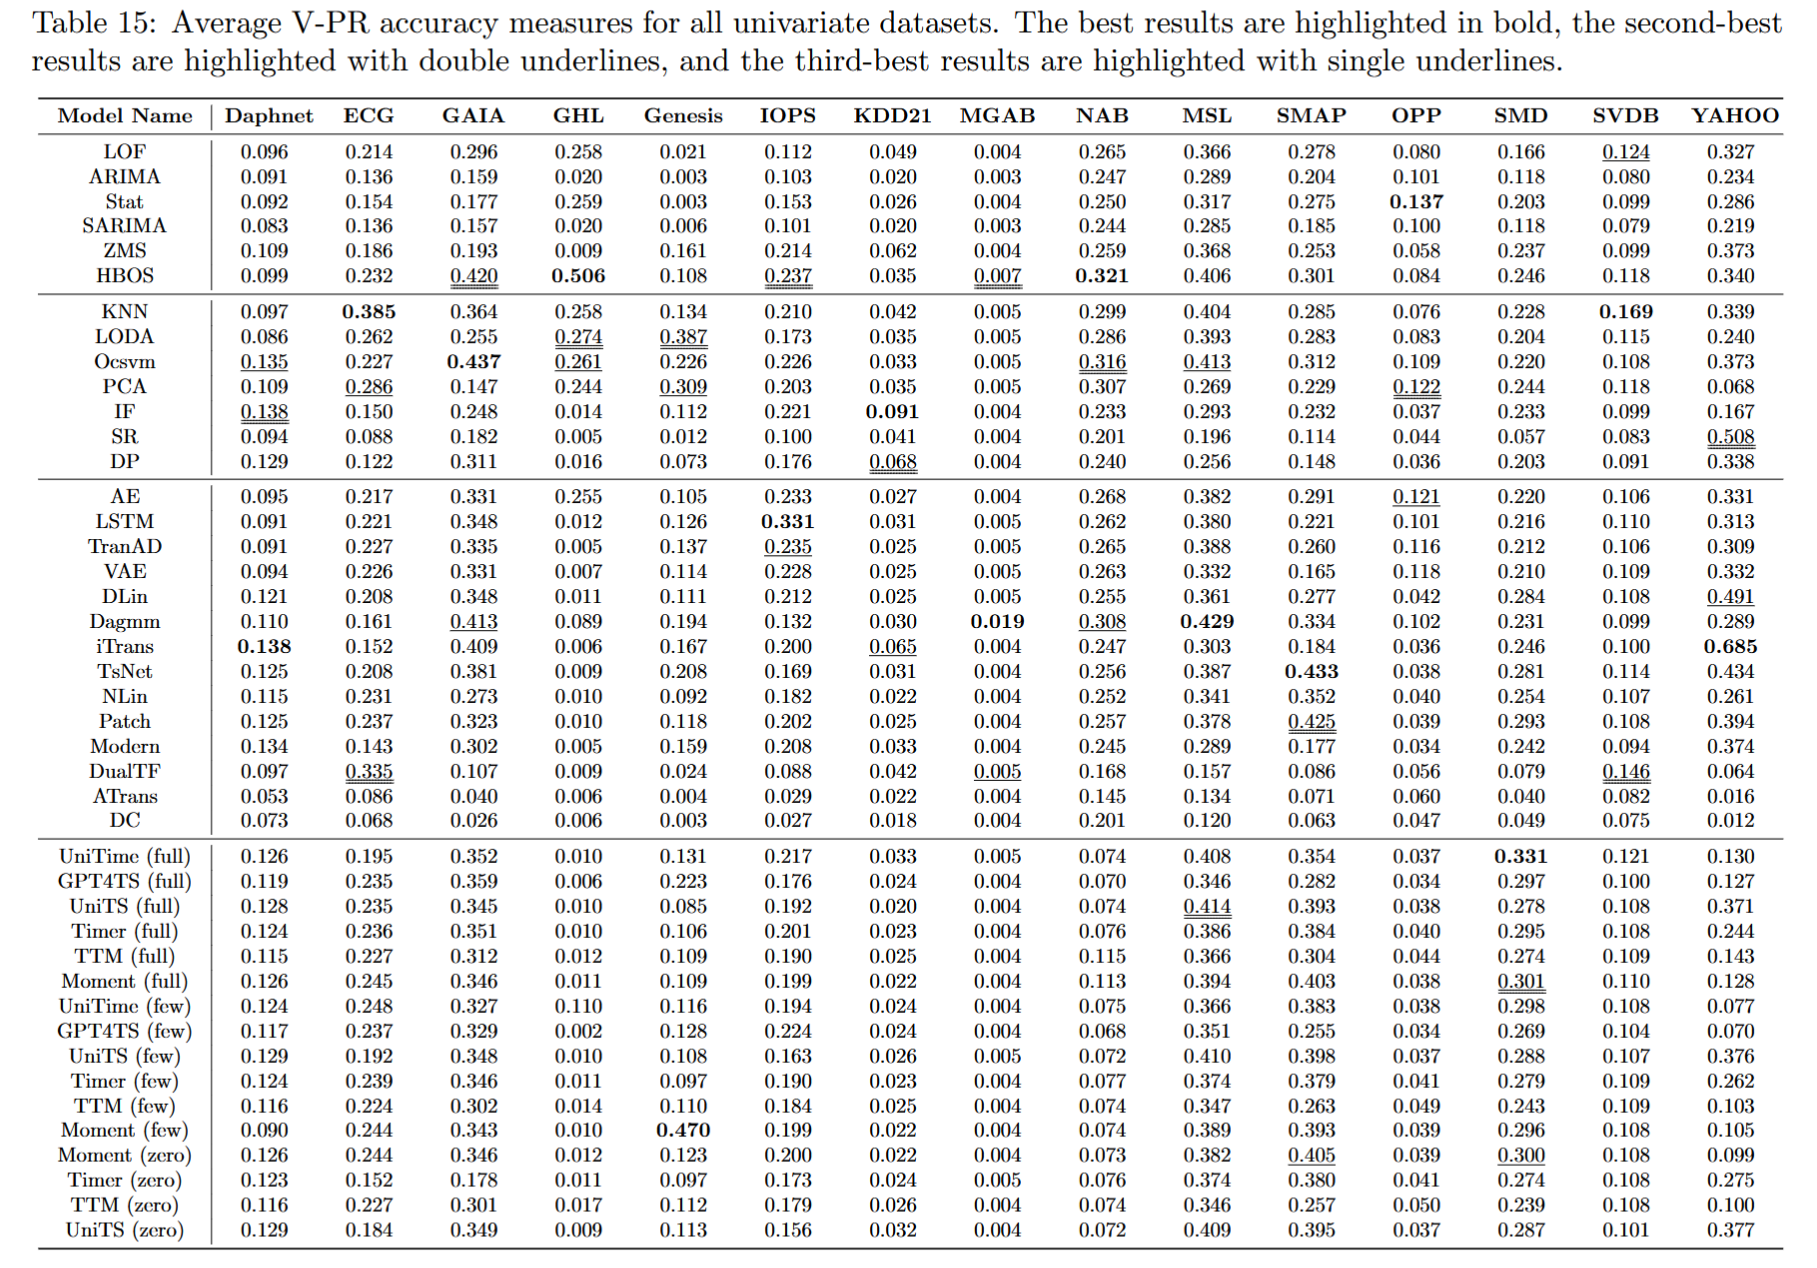 Table 15: Average V-PR accuracy measures for all univariate datasets. The best results are highlighted in bold, the second-best
results are highlighted with double underlines, and the third-best results are highlighted with single underlines.
Model Name Daphnet ECG GAIA GHL Genesis IOPS KDD21 MGAB NAB MSL SMAP OPP SMD SVDB YAHOO
LOF 0.096 0.214 0.296 0.258 0.021 0.112 0.049 0.004 0.265 0.366 0.278 0.080 0.166 0.124 0.327
ARIMA 0.091 0.136 0.159 0.020 0.003 0.103 0.020 0.003 0.247 0.289 0.204 0.101 0.118 0.080 0.234
Stat 0.092 0.154 0.177 0.259 0.003 0.153 0.026 0.004 0.250 0.317 0.275 0.137 0.203 0.099 0.286
SARIMA 0.083 0.136 0.157 0.020 0.006 0.101 0.020 0.003 0.244 0.285 0.185 0.100 0.118 0.079 0.219
ZMS 0.109 0.186 0.193 0.009 0.161 0.214 0.062 0.004 0.259 0.368 0.253 0.058 0.237 0.099 0.373
HBOS 0.099 0.232 0.420 0.506 0.108 0.237 0.035 0.007 0.321 0.406 0.301 0.084 0.246 0.118 0.340
KNN 0.097 0.385 0.364 0.258 0.134 0.210 0.042 0.005 0.299 0.404 0.285 0.076 0.228 0.169 0.339
LODA 0.086 0.262 0.255 0.274 0.387 0.173 0.035 0.005 0.286 0.393 0.283 0.083 0.204 0.115 0.240
Ocsvm 0.135 0.227 0.437 0.261 0.226 0.226 0.033 0.005 0.316 0.413 0.312 0.109 0.220 0.108 0.373
PCA 0.109 0.286 0.147 0.244 0.309 0.203 0.035 0.005 0.307 0.269 0.229 0.122 0.244 0.118 0.068
IF 0.138 0.150 0.248 0.014 0.112 0.221 0.091 0.004 0.233 0.293 0.232 0.037 0.233 0.099 0.167
SR 0.094 0.088 0.182 0.005 0.012 0.100 0.041 0.004 0.201 0.196 0.114 0.044 0.057 0.083 0.508
DP 0.129 0.122 0.311 0.016 0.073 0.176 0.068 0.004 0.240 0.256 0.148 0.036 0.203 0.091 0.338
AE 0.095 0.217 0.331 0.255 0.105 0.233 0.027 0.004 0.268 0.382 0.291 0.121 0.220 0.106 0.331
LSTM 0.091 0.221 0.348 0.012 0.126 0.331 0.031 0.005 0.262 0.380 0.221 0.101 0.216 0.110 0.313
TranAD 0.091 0.227 0.335 0.005 0.137 0.235 0.025 0.005 0.265 0.388 0.260 0.116 0.212 0.106 0.309
VAE 0.094 0.226 0.331 0.007 0.114 0.228 0.025 0.005 0.263 0.332 0.165 0.118 0.210 0.109 0.332
DLin 0.121 0.208 0.348 0.011 0.111 0.212 0.025 0.005 0.255 0.361 0.277 0.042 0.284 0.108 0.491
Dagmm 0.110 0.161 0.413 0.089 0.194 0.132 0.030 0.019 0.308 0.429 0.334 0.102 0.231 0.099 0.289
iTrans 0.138 0.152 0.409 0.006 0.167 0.200 0.065 0.004 0.247 0.303 0.184 0.036 0.246 0.100 0.685
TsNet 0.125 0.208 0.381 0.009 0.208 0.169 0.031 0.004 0.256 0.387 0.433 0.038 0.281 0.114 0.434
NLin 0.115 0.231 0.273 0.010 0.092 0.182 0.022 0.004 0.252 0.341 0.352 0.040 0.254 0.107 0.261
Patch 0.125 0.237 0.323 0.010 0.118 0.202 0.025 0.004 0.257 0.378 0.425 0.039 0.293 0.108 0.394
Modern 0.134 0.143 0.302 0.005 0.159 0.208 0.033 0.004 0.245 0.289 0.177 0.034 0.242 0.094 0.374
DualTF 0.097 0.335 0.107 0.009 0.024 0.088 0.042 0.005 0.168 0.157 0.086 0.056 0.079 0.146 0.064
ATrans 0.053 0.086 0.040 0.006 0.004 0.029 0.022 0.004 0.145 0.134 0.071 0.060 0.040 0.082 0.016
DC 0.073 0.068 0.026 0.006 0.003 0.027 0.018 0.004 0.201 0.120 0.063 0.047 0.049 0.075 0.012
UniTime (full) 0.126 0.195 0.352 0.010 0.131 0.217 0.033 0.005 0.074 0.408 0.354 0.037 0.331 0.121 0.130
GPT4TS (full) 0.119 0.235 0.359 0.006 0.223 0.176 0.024 0.004 0.070 0.346 0.282 0.034 0.297 0.100 0.127
UniTS (full) 0.128 0.235 0.345 0.010 0.085 0.192 0.020 0.004 0.074 0.414 0.393 0.038 0.278 0.108 0.371
Timer (full) 0.124 0.236 0.351 0.010 0.106 0.201 0.023 0.004 0.076 0.386 0.384 0.040 0.295 0.108 0.244
TTM (full) 0.115 0.227 0.312 0.012 0.109 0.190 0.025 0.004 0.115 0.366 0.304 0.044 0.274 0.109 0.143
Moment (full) 0.126 0.245 0.346 0.011 0.109 0.199 0.022 0.004 0.113 0.394 0.403 0.038 0.301 0.110 0.128
UniTime (few) 0.124 0.248 0.327 0.110 0.116 0.194 0.024 0.004 0.075 0.366 0.383 0.038 0.298 0.108 0.077
GPT4TS (few) 0.117 0.237 0.329 0.002 0.128 0.224 0.024 0.004 0.068 0.351 0.255 0.034 0.269 0.104 0.070
UniTS (few) 0.129 0.192 0.348 0.010 0.108 0.163 0.026 0.005 0.072 0.410 0.398 0.037 0.288 0.107 0.376
Timer (few) 0.124 0.239 0.346 0.011 0.097 0.190 0.023 0.004 0.077 0.374 0.379 0.041 0.279 0.109 0.262
TTM (few) 0.116 0.224 0.302 0.014 0.110 0.184 0.025 0.004 0.074 0.347 0.263 0.049 0.243 0.109 0.103
Moment (few) 0.090 0.244 0.343 0.010 0.470 0.199 0.022 0.004 0.074 0.389 0.393 0.039 0.296 0.108 0.105
Moment (zero) 0.126 0.244 0.346 0.012 0.123 0.200 0.022 0.004 0.073 0.382 0.405 0.039 0.300 0.108 0.099
Timer (zero) 0.123 0.152 0.178 0.011 0.097 0.173 0.024 0.005 0.076 0.374 0.380 0.041 0.274 0.108 0.275
TTM (zero) 0.116 0.227 0.301 0.017 0.112 0.179 0.026 0.004 0.074 0.346 0.257 0.050 0.239 0.108 0.100
UniTS (zero) 0.129 0.184 0.349 0.009 0.113 0.156 0.032 0.004 0.072 0.409 0.395 0.037 0.287 0.101 0.377